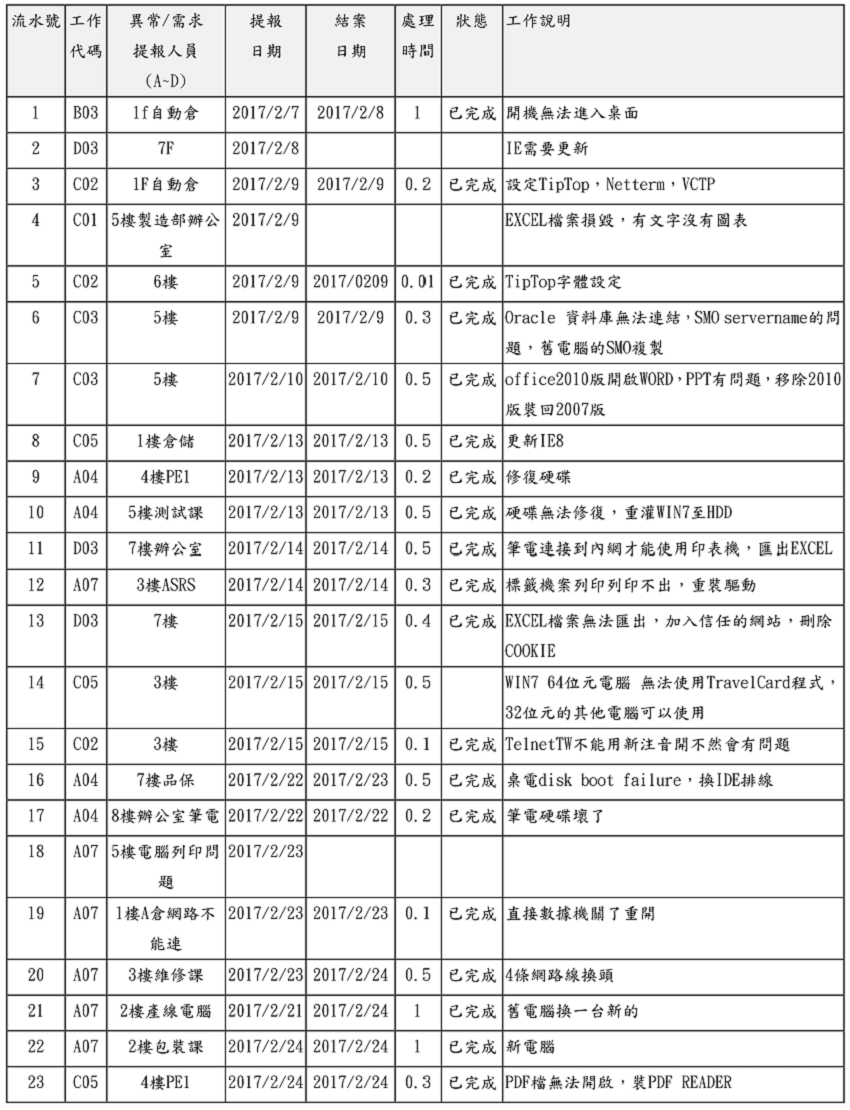 流水號 工作 異常/需求 提報 結案 處理 狀態 工作說明
代碼 提報人員 日期 日期 時間
(A~D)
1 B03 1f自動倉 2017/2/7 2017/2/8 1 已完成 開機無法進入桌面
2 D03 7F 2017/2/8 IE需要更新
3 C02 1F自動倉 2017/2/9 2017/2/9 0.2 已完成 設定TipTop，Netterm，VCTP
4 C01 5樓製造部辦公 2017/2/9 EXCEL檔案損毀，有文字沒有圖表
室
5 C02 6樓 2017/2/9 2017/0209 0.01 已完成 TipTop字體設定
6 C03 5樓 2017/2/9 2017/2/9 0.3 已完成 Oracle 資料庫無法連結，SMO servername的問
題，舊電腦的SMO複製
7 C03 5樓 2017/2/10 2017/2/10 0.5 已完成 office2010版開啟WORD，PPT有問題，移除2010
版裝回2007版
8 C05 1樓倉儲 2017/2/13 2017/2/13 0.5 已完成 更新IE8
9 A04 4樓PE1 2017/2/13 2017/2/13 0.2 已完成 修復硬碟
10 A04 5樓測試課 2017/2/13 2017/2/13 0.5 已完成 硬碟無法修復，重灌WIN7至HDD
11 D03 7樓辦公室 2017/2/14 2017/2/14 0.5 已完成 筆電連接到內網才能使用印表機，匯出EXCEL
12 A07 3樓ASRS 2017/2/14 2017/2/14 0.3 已完成 標籤機案列印列印不出，重裝驅動
13 D03 7樓 2017/2/15 2017/2/15 0.4 已完成 EXCEL檔案無法匯出，加入信任的網站，刪除
COOKIE
14 C05 3樓 2017/2/15 2017/2/15 0.5 WIN7 64位元電腦 無法使用TravelCard程式，
32位元的其他電腦可以使用
15 C02 3樓 2017/2/15 2017/2/15 0.1 已完成 TelnetTW不能用新注音開不然會有問題
16 A04 7樓品保 2017/2/22 2017/2/23 0.5 已完成 桌電disk boot failure，換IDE排線
17 A04 8樓辦公室筆電 2017/2/22 2017/2/22 0.2 已完成 筆電硬碟壞了
18 A07 5樓電腦列印問 2017/2/23
題
19 A07 1樓A倉網路不 2017/2/23 2017/2/23 0.1 已完成 直接數據機關了重開
能連
20 A07 3樓維修課 2017/2/23 2017/2/24 0.5 已完成 4條網路線換頭
21 A07 2樓產線電腦 2017/2/21 2017/2/24 1 已完成 舊電腦換一台新的
22 A07 2樓包裝課 2017/2/24 2017/2/24 1 已完成 新電腦
23 C05 4樓PE1 2017/2/24 2017/2/24 0.3 已完成 PDF檔無法開啟，裝PDF READER